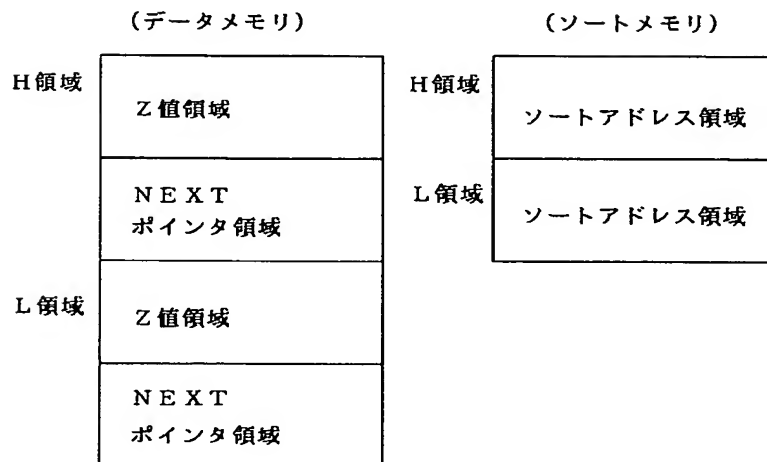 (データメモリ)
H領域
Z値領域
NEXT
ポインタ領域
L領域
Z値領域
NEXT
ポインタ領域
(ソートメモリ)
H領域
ソートアドレス領域
L領域
ソートアドレス領域